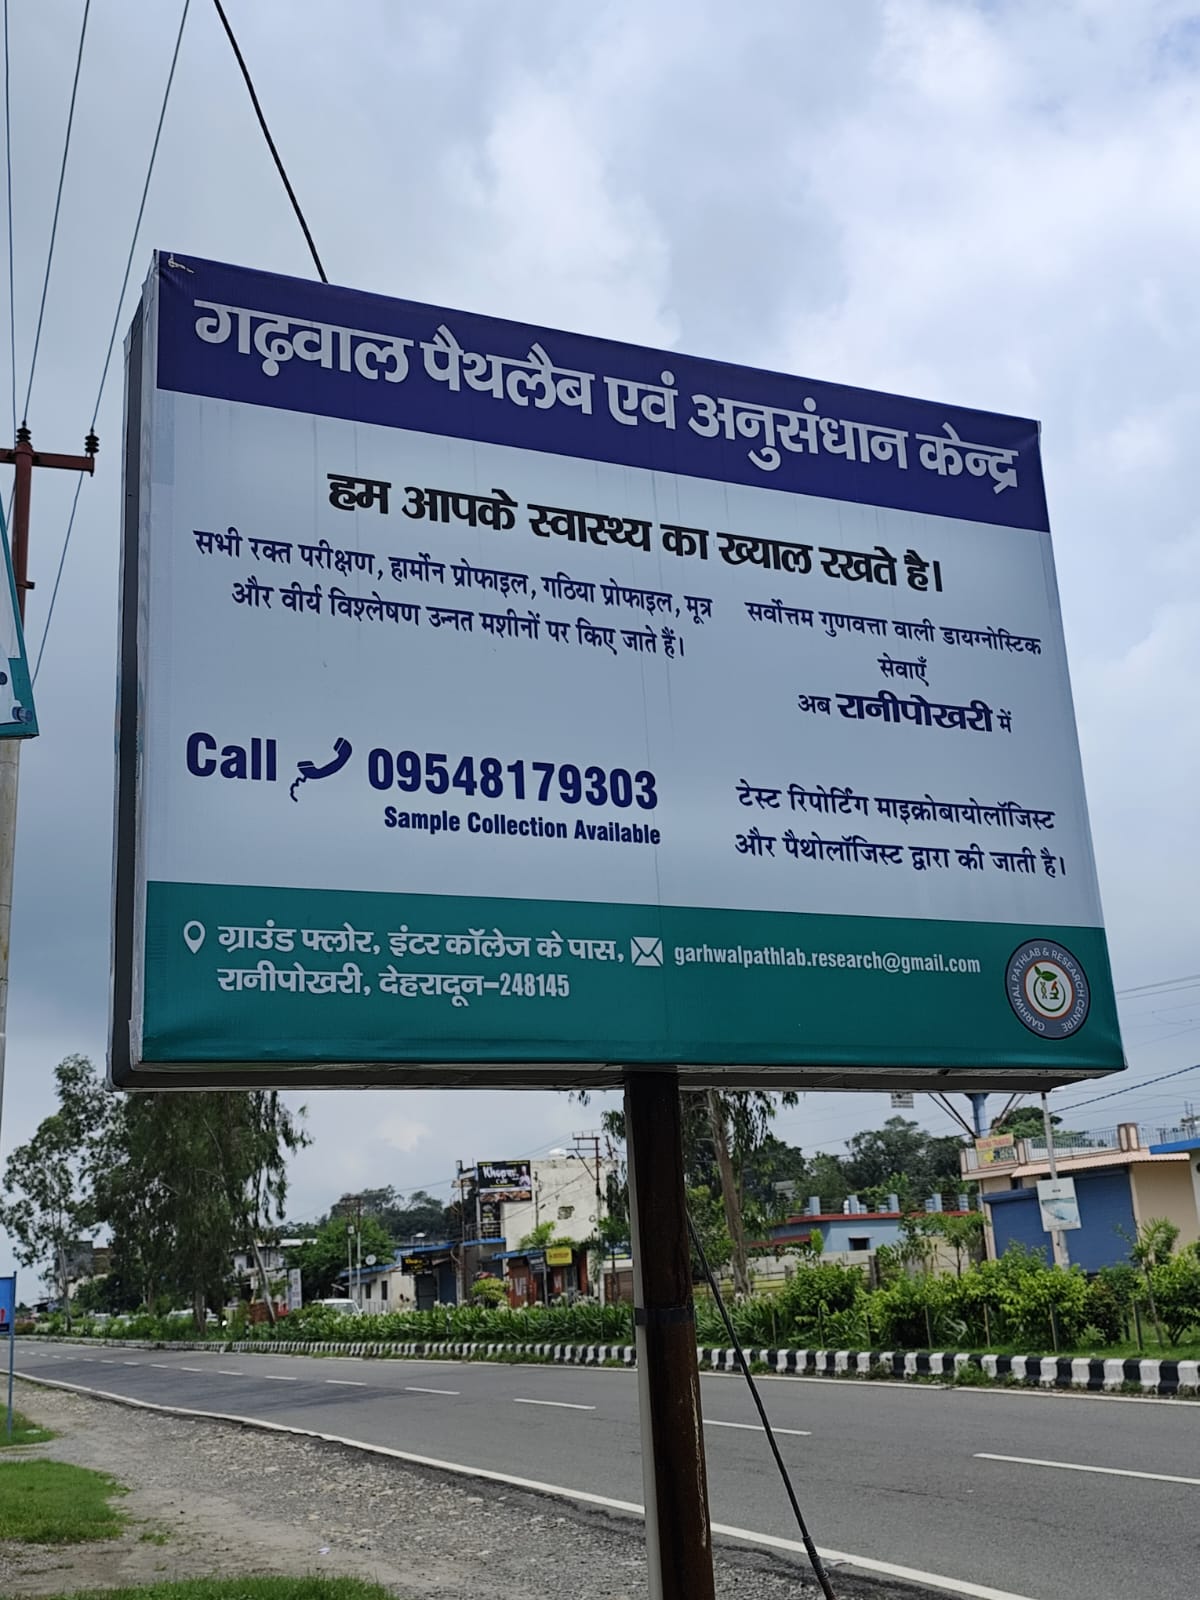 गढ़वाल पैथलैब एवं अनुसंधान केन्द्र
हम आपके स्वास्थ्य का ख्याल रखते है।
सभी रक्त परीक्षण, हार्मोन प्रोफाइल, गठिया प्रोफाइल, मूत्र
और वीर्य विश्लेषण उन्नत मशीनों पर किए जाते हैं।
सर्वोत्तम गुणवत्ता वाली डायग्नोस्टिक
सेवाएँ
अब रानीपोखरी में
Call 09548179303
Sample Collection Available
टेस्ट रिपोर्टिंग माइक्रोबायोलॉजिस्ट
और पैथोलॉजिस्ट द्वारा की जाती है।
ग्राउंड फ्लोर, इंटर कॉलेज के पास,
रानीपोखरी, देहरादून-248145
garhwalpathlab.research@gmail.com
GARHWAL PATHLAB & RESEARCH CENTRE